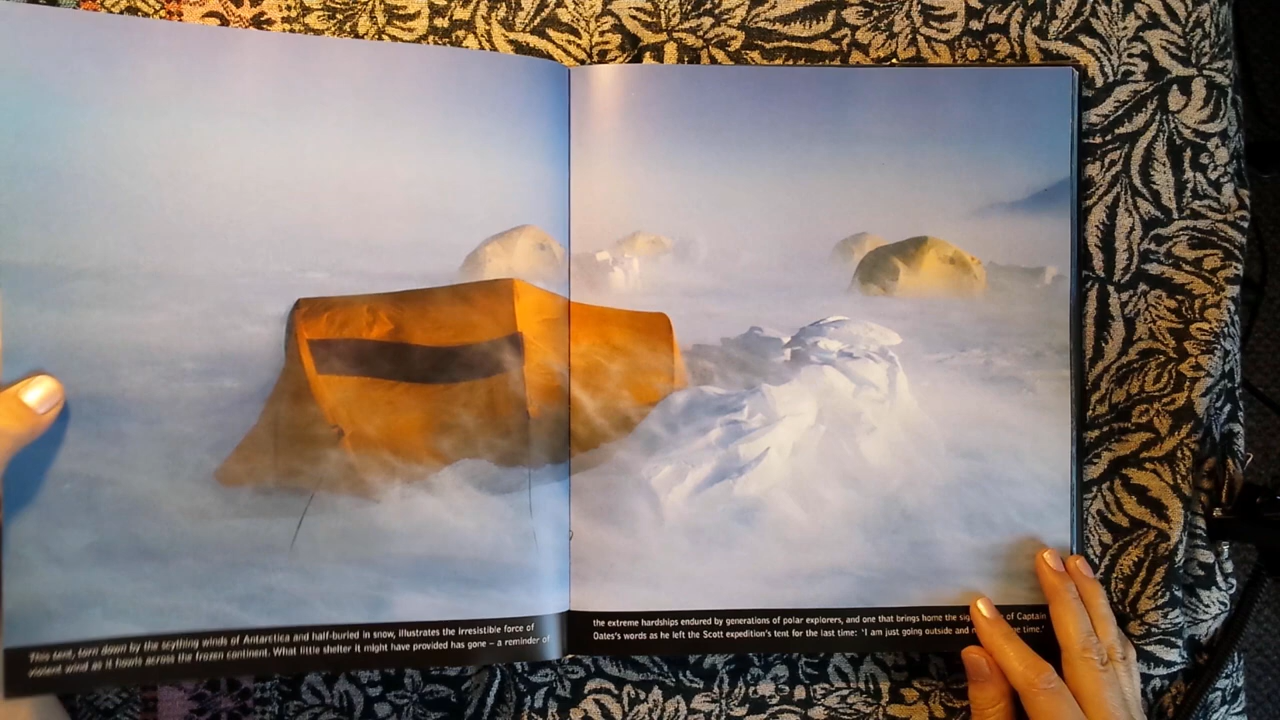 This tent, torn down by the scything winds of Antarctica and half-buried in snow, illustrates the irresistible force of
violent wind as it howls across the frozen continent. What little shelter it might have provided has gone – a reminder of
the extreme hardships endured by generations of polar explorers, and one that brings home the of Captain
Oates's words as he left the Scott expedition's tent for the last time: 'I am just going outside and time.'